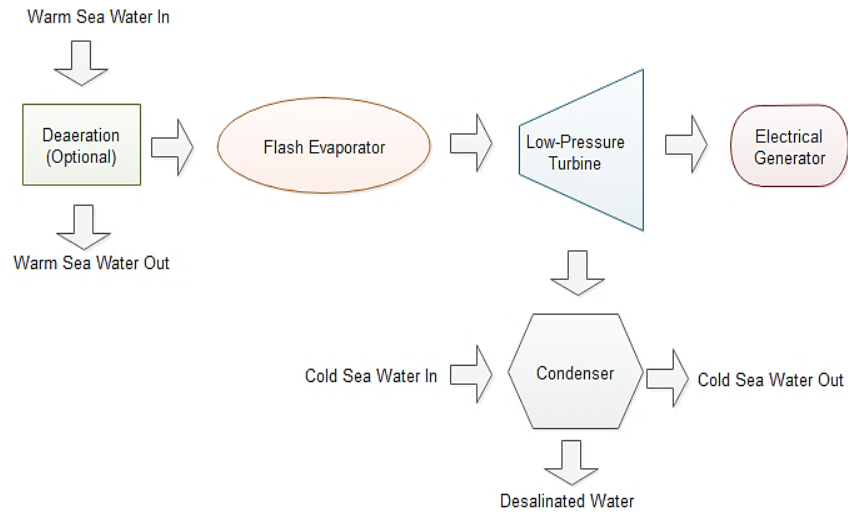 Warm Sea Water In
Deaeration
(Optional)
Flash Evaporator
Low-Pressure
Turbine
Electrical
Generator
Warm Sea Water Out
Cold Sea Water In
Condenser
Cold Sea Water Out
Desalinated Water